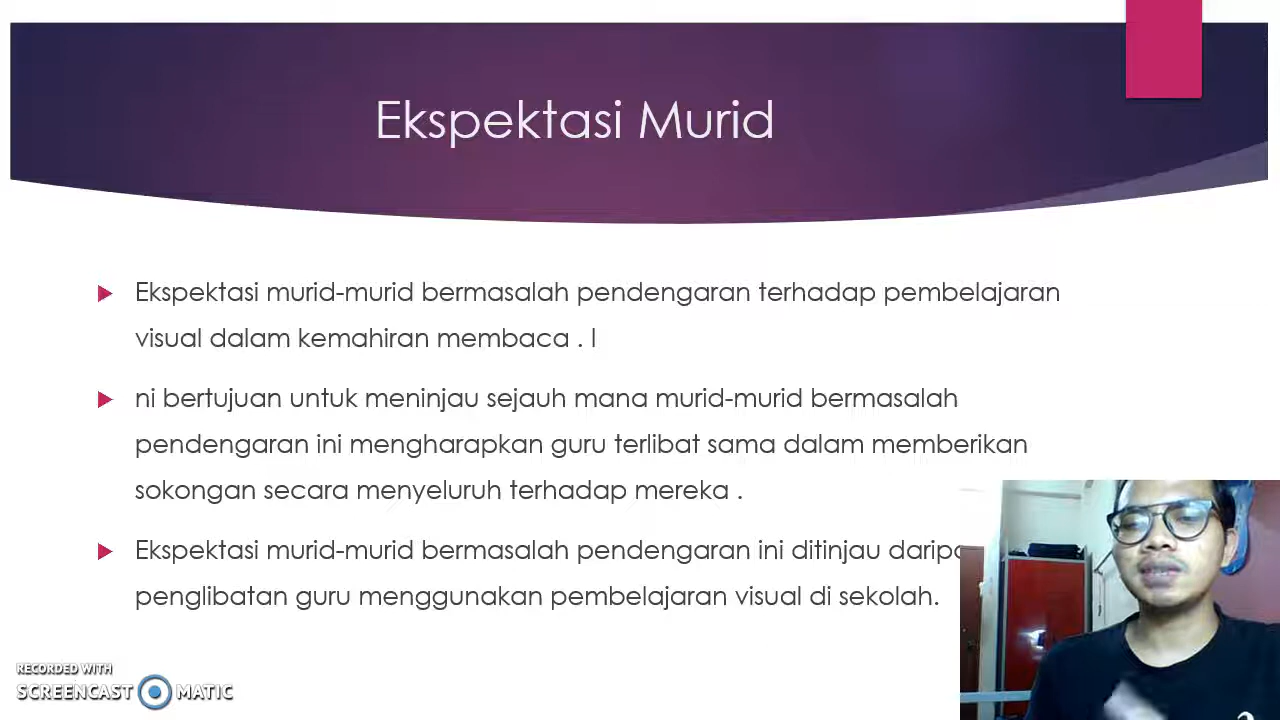 Ekspektasi Murid
Ekspektasi murid-murid bermasalah pendengaran terhadap pembelajaran
visual dalam kemahiran membaca . I
ni bertujuan untuk meninjau sejauh mana murid-murid bermasalah
pendengaran ini mengharapkan guru terlibat sama dalam memberikan
sokongan secara menyeluruh terhadap mereka .
Ekspektasi murid-murid bermasalah pendengaran ini ditinjau
penglibatan guru menggunakan pembelajaran visual di sekolah.
RECORDED WITH
SCREENCAST MATIC